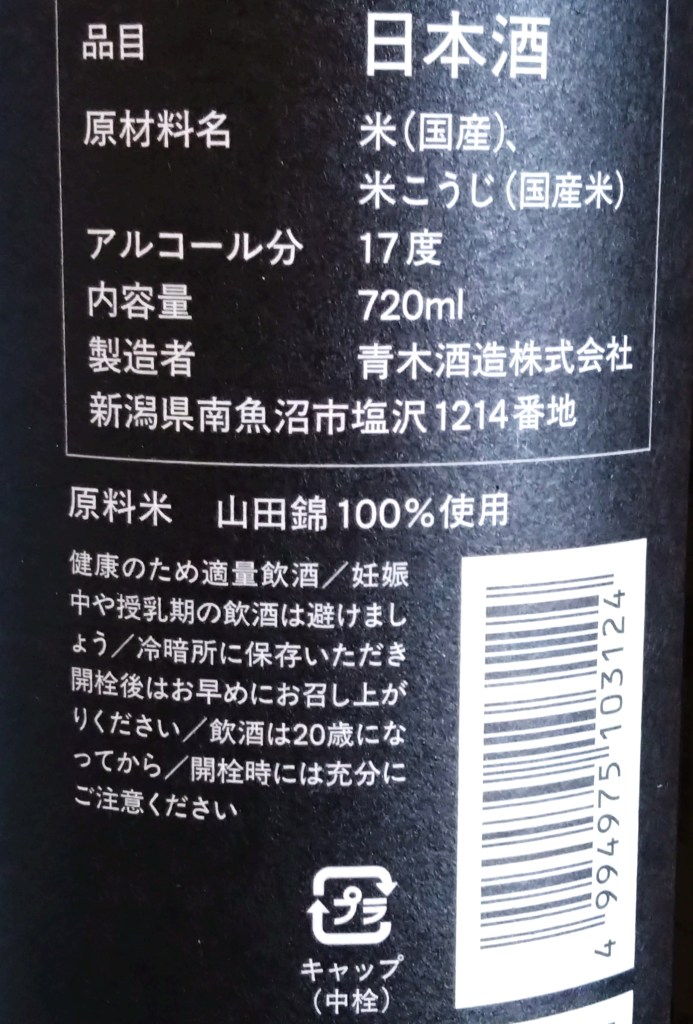 品目 日本酒
原材料名 米(国産)、
米こうじ(国産米)
アルコール分 17度
内容量 720ml
製造者 青木酒造株式会社
新潟県南魚沼市塩沢1214番地
原料米 山田錦100%使用
健康のため適量飲酒/妊娠
中や授乳期の飲酒は避けまし
ょう/冷暗所に保存いただき
開栓後はお早めにお召し上が
りください/飲酒は20歳にな
ってから/開栓時には充分に
ご注意ください
4994975103124
プラ
キャップ
(中栓)